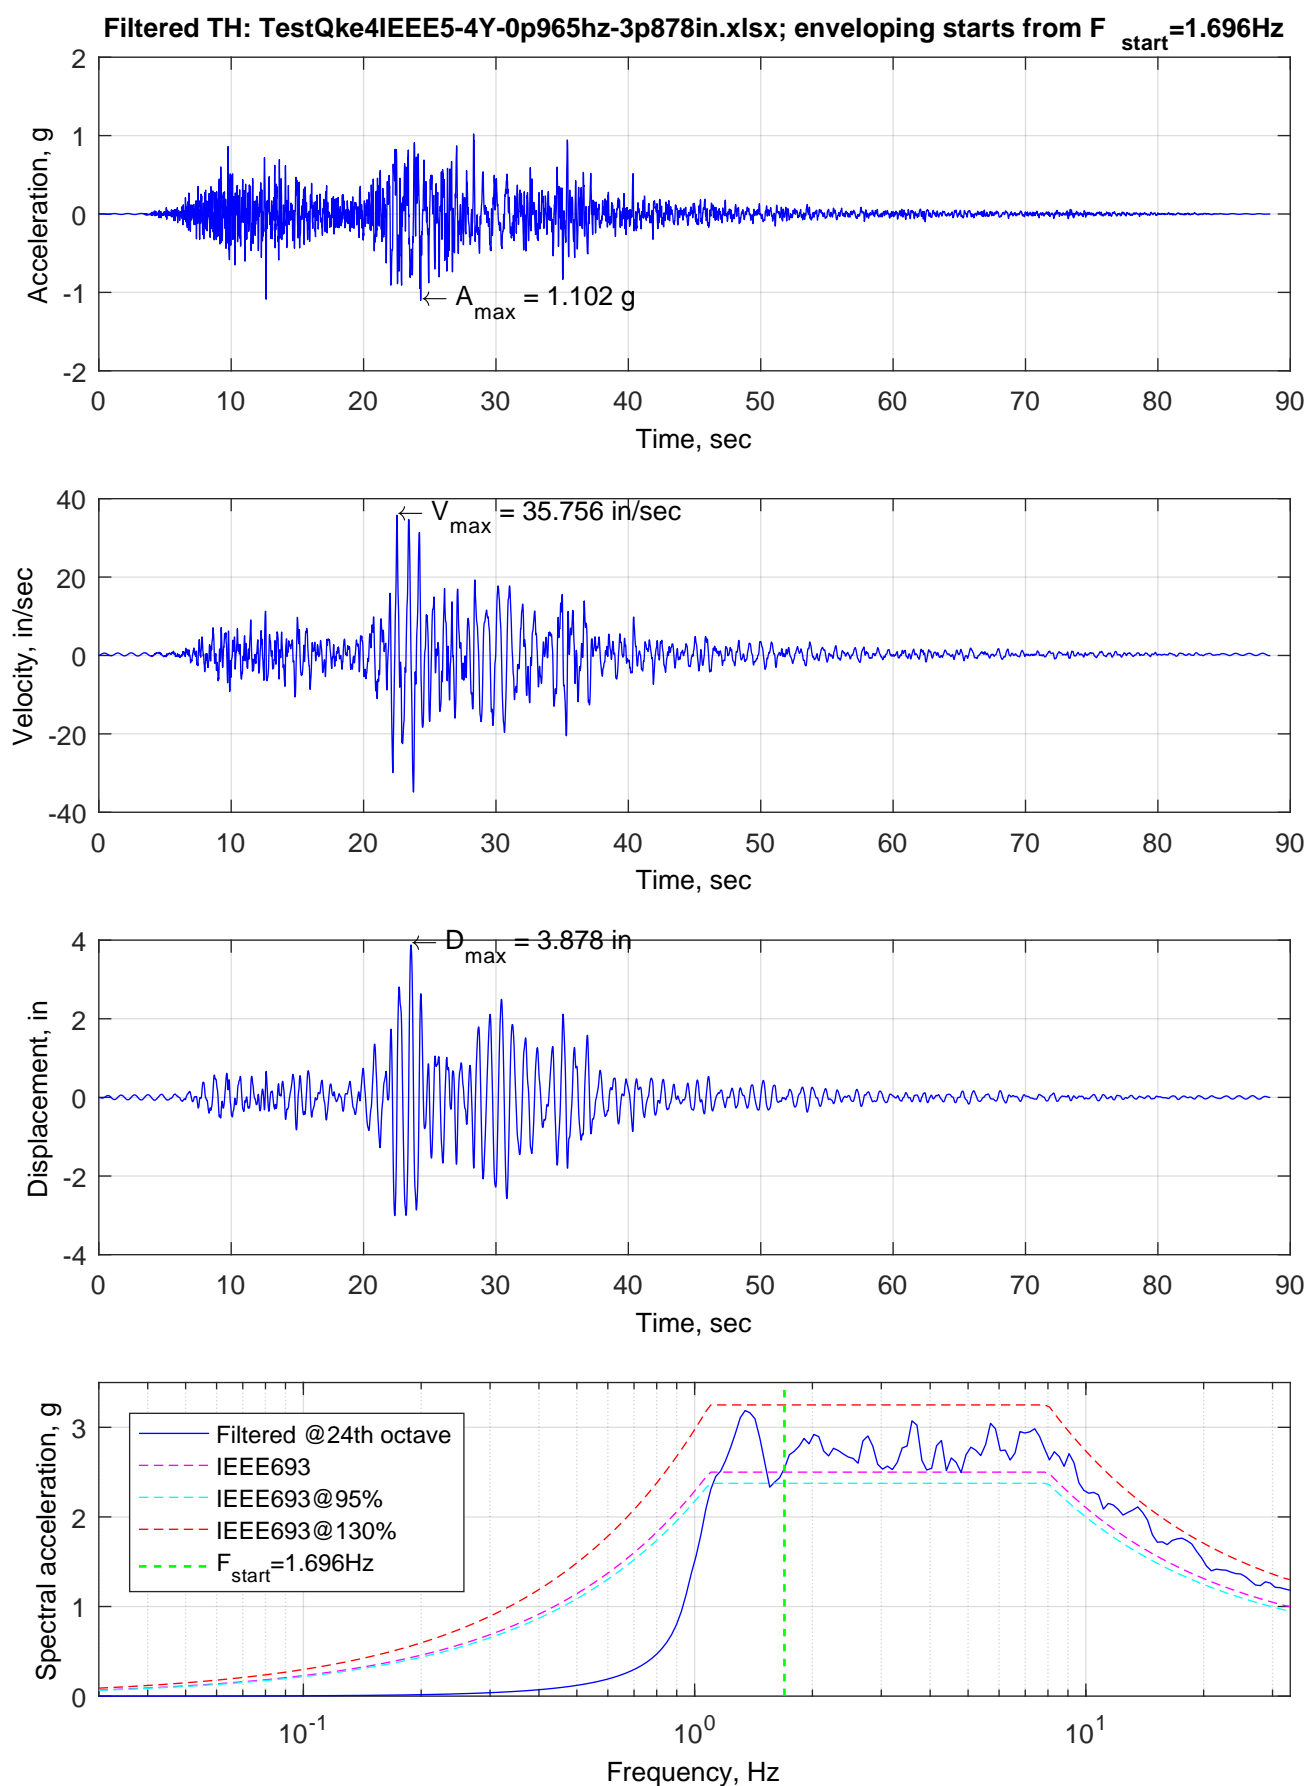 Filtered TH: TestQke4IEEE5-4Y-0p965hz-3p878in.xlsx; enveloping starts from F start=1.696Hz
Acceleration, g
2
1
0
-1
-2
A max = 1.102 g
0 10 20 30 40 50 60 70 80 90
Time, sec
Velocity, in/sec
40
20
0
-20
-40
V max = 35.756 in/sec
0 10 20 30 40 50 60 70 80 90
Time, sec
Displacement, in
4
2
0
-2
-4
D max = 3.878 in
0 10 20 30 40 50 60 70 80 90
Time, sec
Spectral acceleration, g
3
2
1
0
Filtered @24th octave
IEEE693
IEEE693@95%
IEEE693@130%
F start=1.696Hz
10-1 100 101
Frequency, Hz